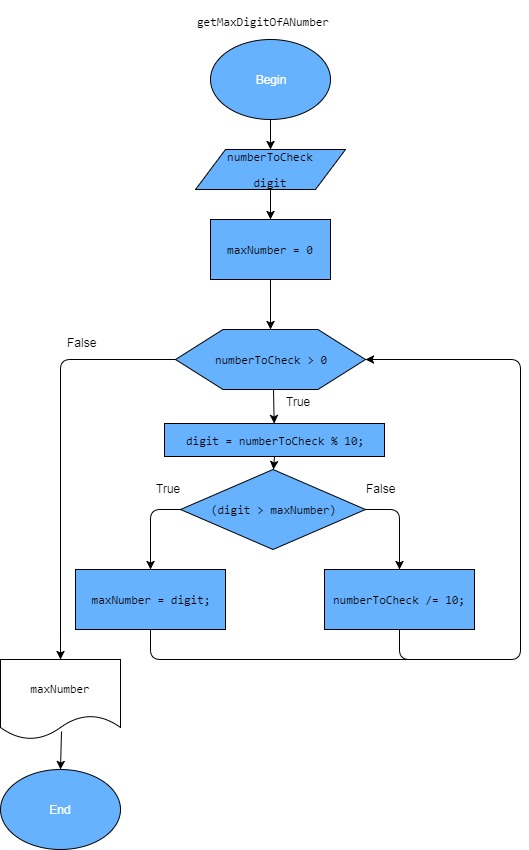 getMaxDigitOfANumber
Begin
numberToCheck
digit
maxNumber = 0
False
numberToCheck > 0
True
digit = numberToCheck % 10;
True
False
(digit > maxNumber)
maxNumber = digit;
numberToCheck /= 10;
maxNumber
End